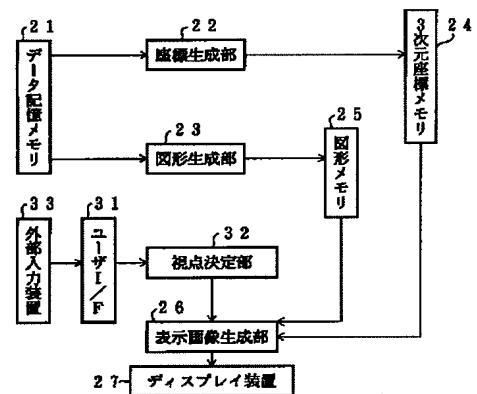 21
データ記憶メモリ
22
座標生成部
3次元座標メモリ
24
23
図形生成部
25
図形メモリ
33
外部入力装置
31
ユーザI/F
32
視点決定部
26
表示画像生成部
27
ディスプレイ装置